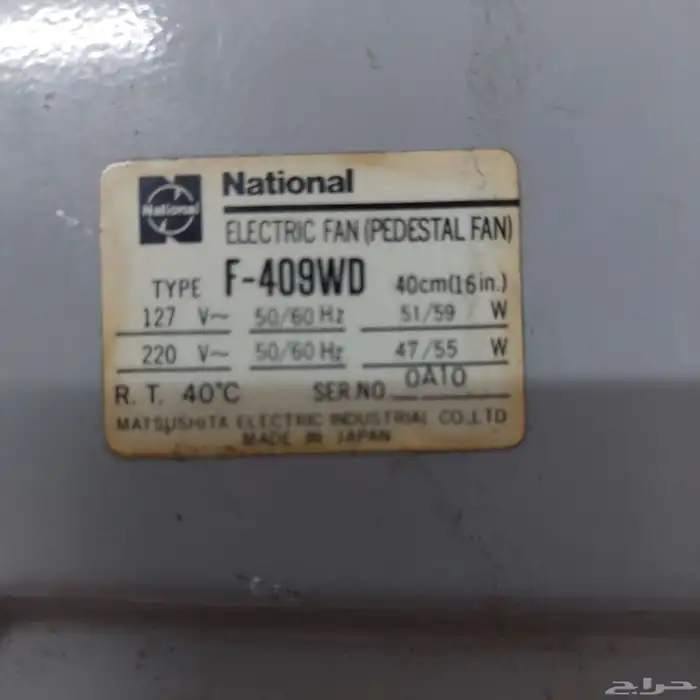 National
National
ELECTRIC FAN (PEDESTAL FAN)
TYPE F-409WD 40cm(16in.)
127 V~ 50/60 Hz 51/59 W
220 V~ 50/60 Hz 47/55 W
R. T. 40°C SER.NO 0A10
MATSUSHITA ELECTRIC INDUSTRIAL CO.,LTD
MADE IN JAPAN
حراج